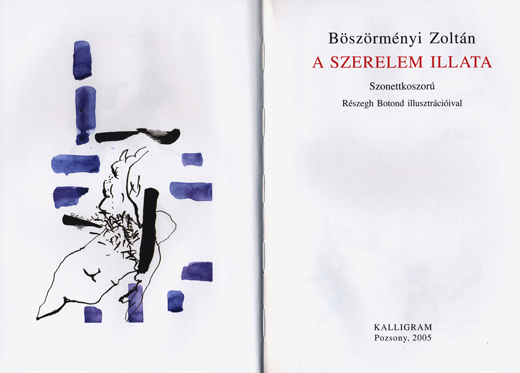 Böszörményi Zoltán
A SZERELEM ILLATA
Szonettkoszorú
Részegh Botond illusztrációival
KALLIGRAM
Pozsony, 2005